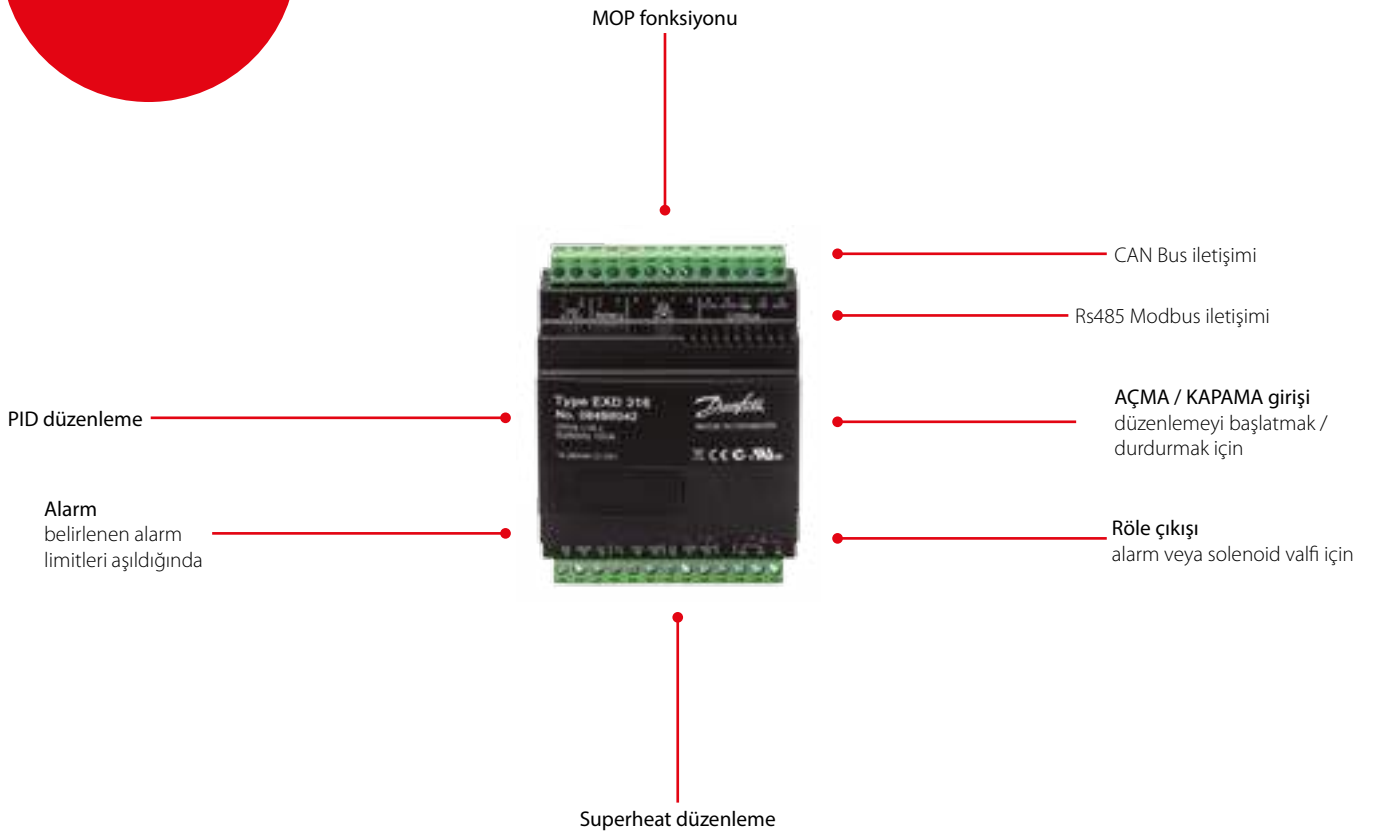 MOP fonksiyonu
CAN Bus iletişimi
Rs485 Modbus iletişimi
Type EXD 316
Danfoss
PID düzenleme
AÇMA / KAPAMA girişi
düzenlemeyi başlatmak /
durdurmak için
Alarm
belirlenen alarm
limitleri aşıldığında
Röle çıkışı
alarm veya solenoid valfi için
Superheat düzenleme